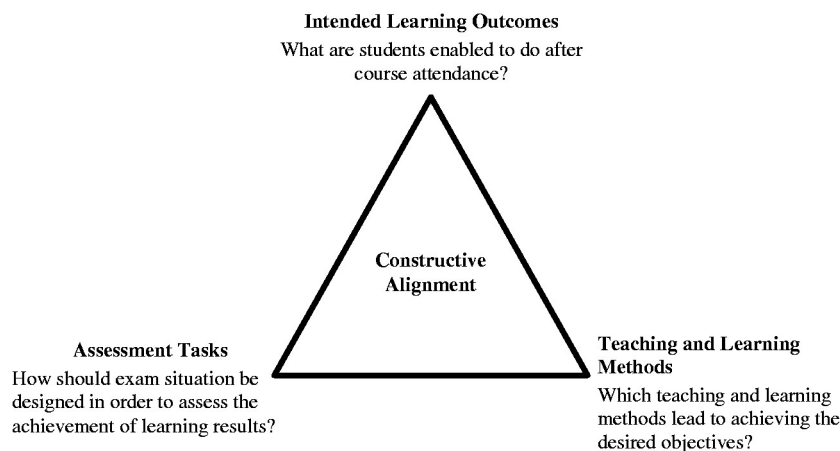 Intended Learning Outcomes
What are students enabled to do after
course attendance?
Constructive
Alignment
Assessment Tasks
How should exam situation be
designed in order to assess the
achievement of learning results?
Teaching and Learning
Methods
Which teaching and learning
methods lead to achieving the
desired objectives?